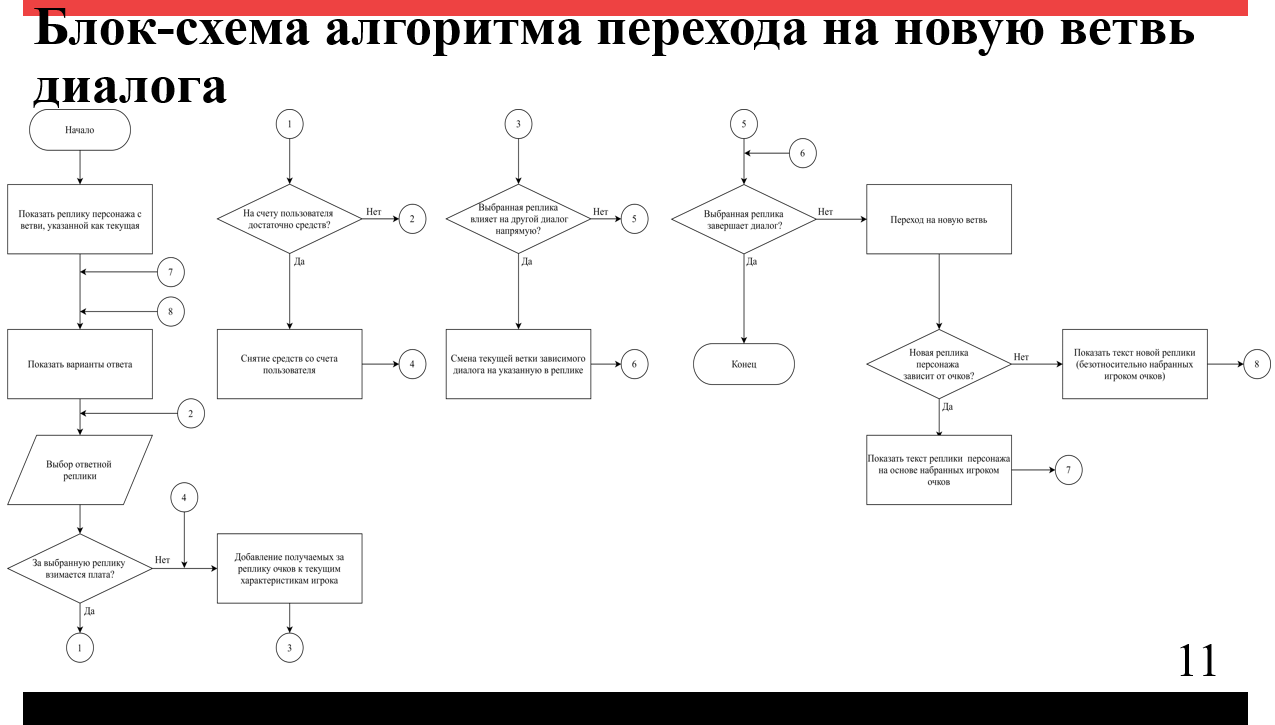 Блок-схема алгоритма перехода на новую ветвь
диалога
Начало
Показать реплику персонажа с
ветви, указанной как текущая
7
8
Показать варианты ответа
2
Выбор ответной
реплики
4
За выбранную реплику
взимается плата?
Нет
Да
1
Добавление получаемых за
реплику очков к текущим
характеристикам игрока
3
1
На счету пользователя
достаточно средств?
Нет
2
Да
Снятие средств со счета
пользователя
4
3
Выбранная реплика
влияет на другой диалог
напрямую?
Нет
5
Да
Смена текущей ветки зависимого
диалога на указанную в реплике
6
5
6
Выбранная реплика
завершает диалог?
Нет
Да
Конец
Переход на новую ветвь
Новая реплика
персонажа
зависит от очков?
Нет
Да
Показать текст новой реплики
(безотносительно набранных
игроком очков)
8
Показать текст реплики персонажа
на основе набранных игроком
очков
7
11